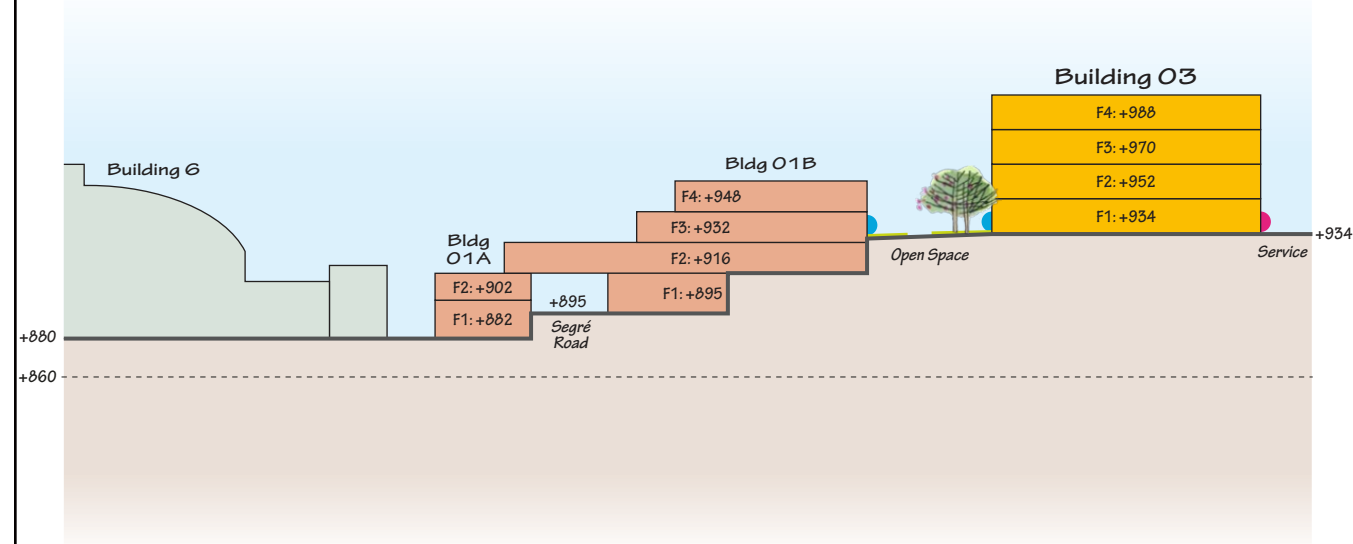 Building 03
F4: +988
F3: +970
F2: +952
F1: +934
Building 6
Bldg 01B
F4: +948
F3: +932
F2: +916
F1: +895
Bldg
01A
F2: +902
F1: +882
+895
Segré
Road
Open Space
Service
+934
+880
+860